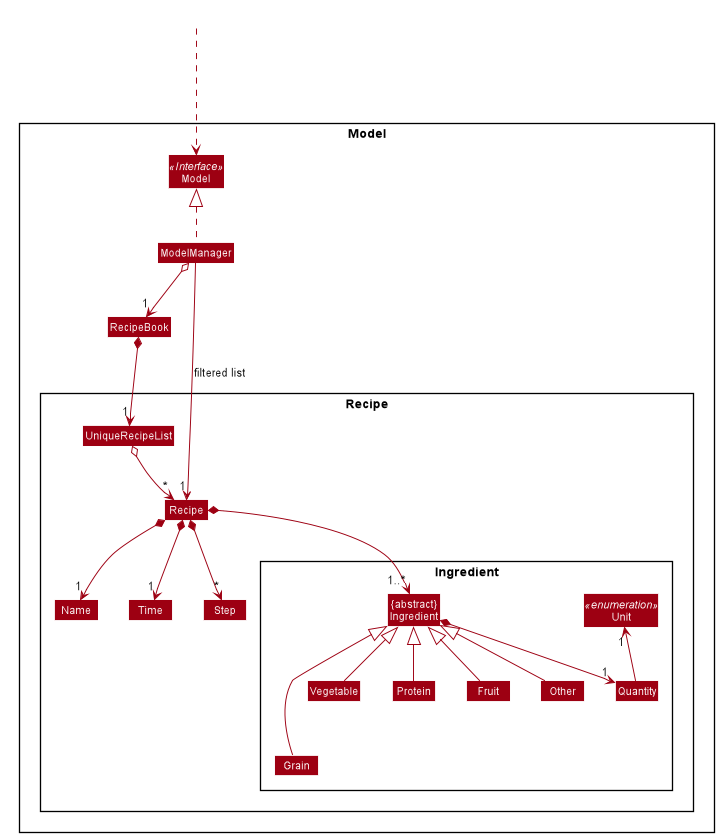 Model
«Interface»
Model
ModelManager
1
RecipeBook
filtered list
Recipe
1
UniqueRecipeList
*
1
Recipe
Ingredient
1
1
*
1..*
Name
Time
Step
{abstract}
Ingredient
«enumeration»
Unit
1
1
Vegetable
Protein
Fruit
Other
Quantity
Grain